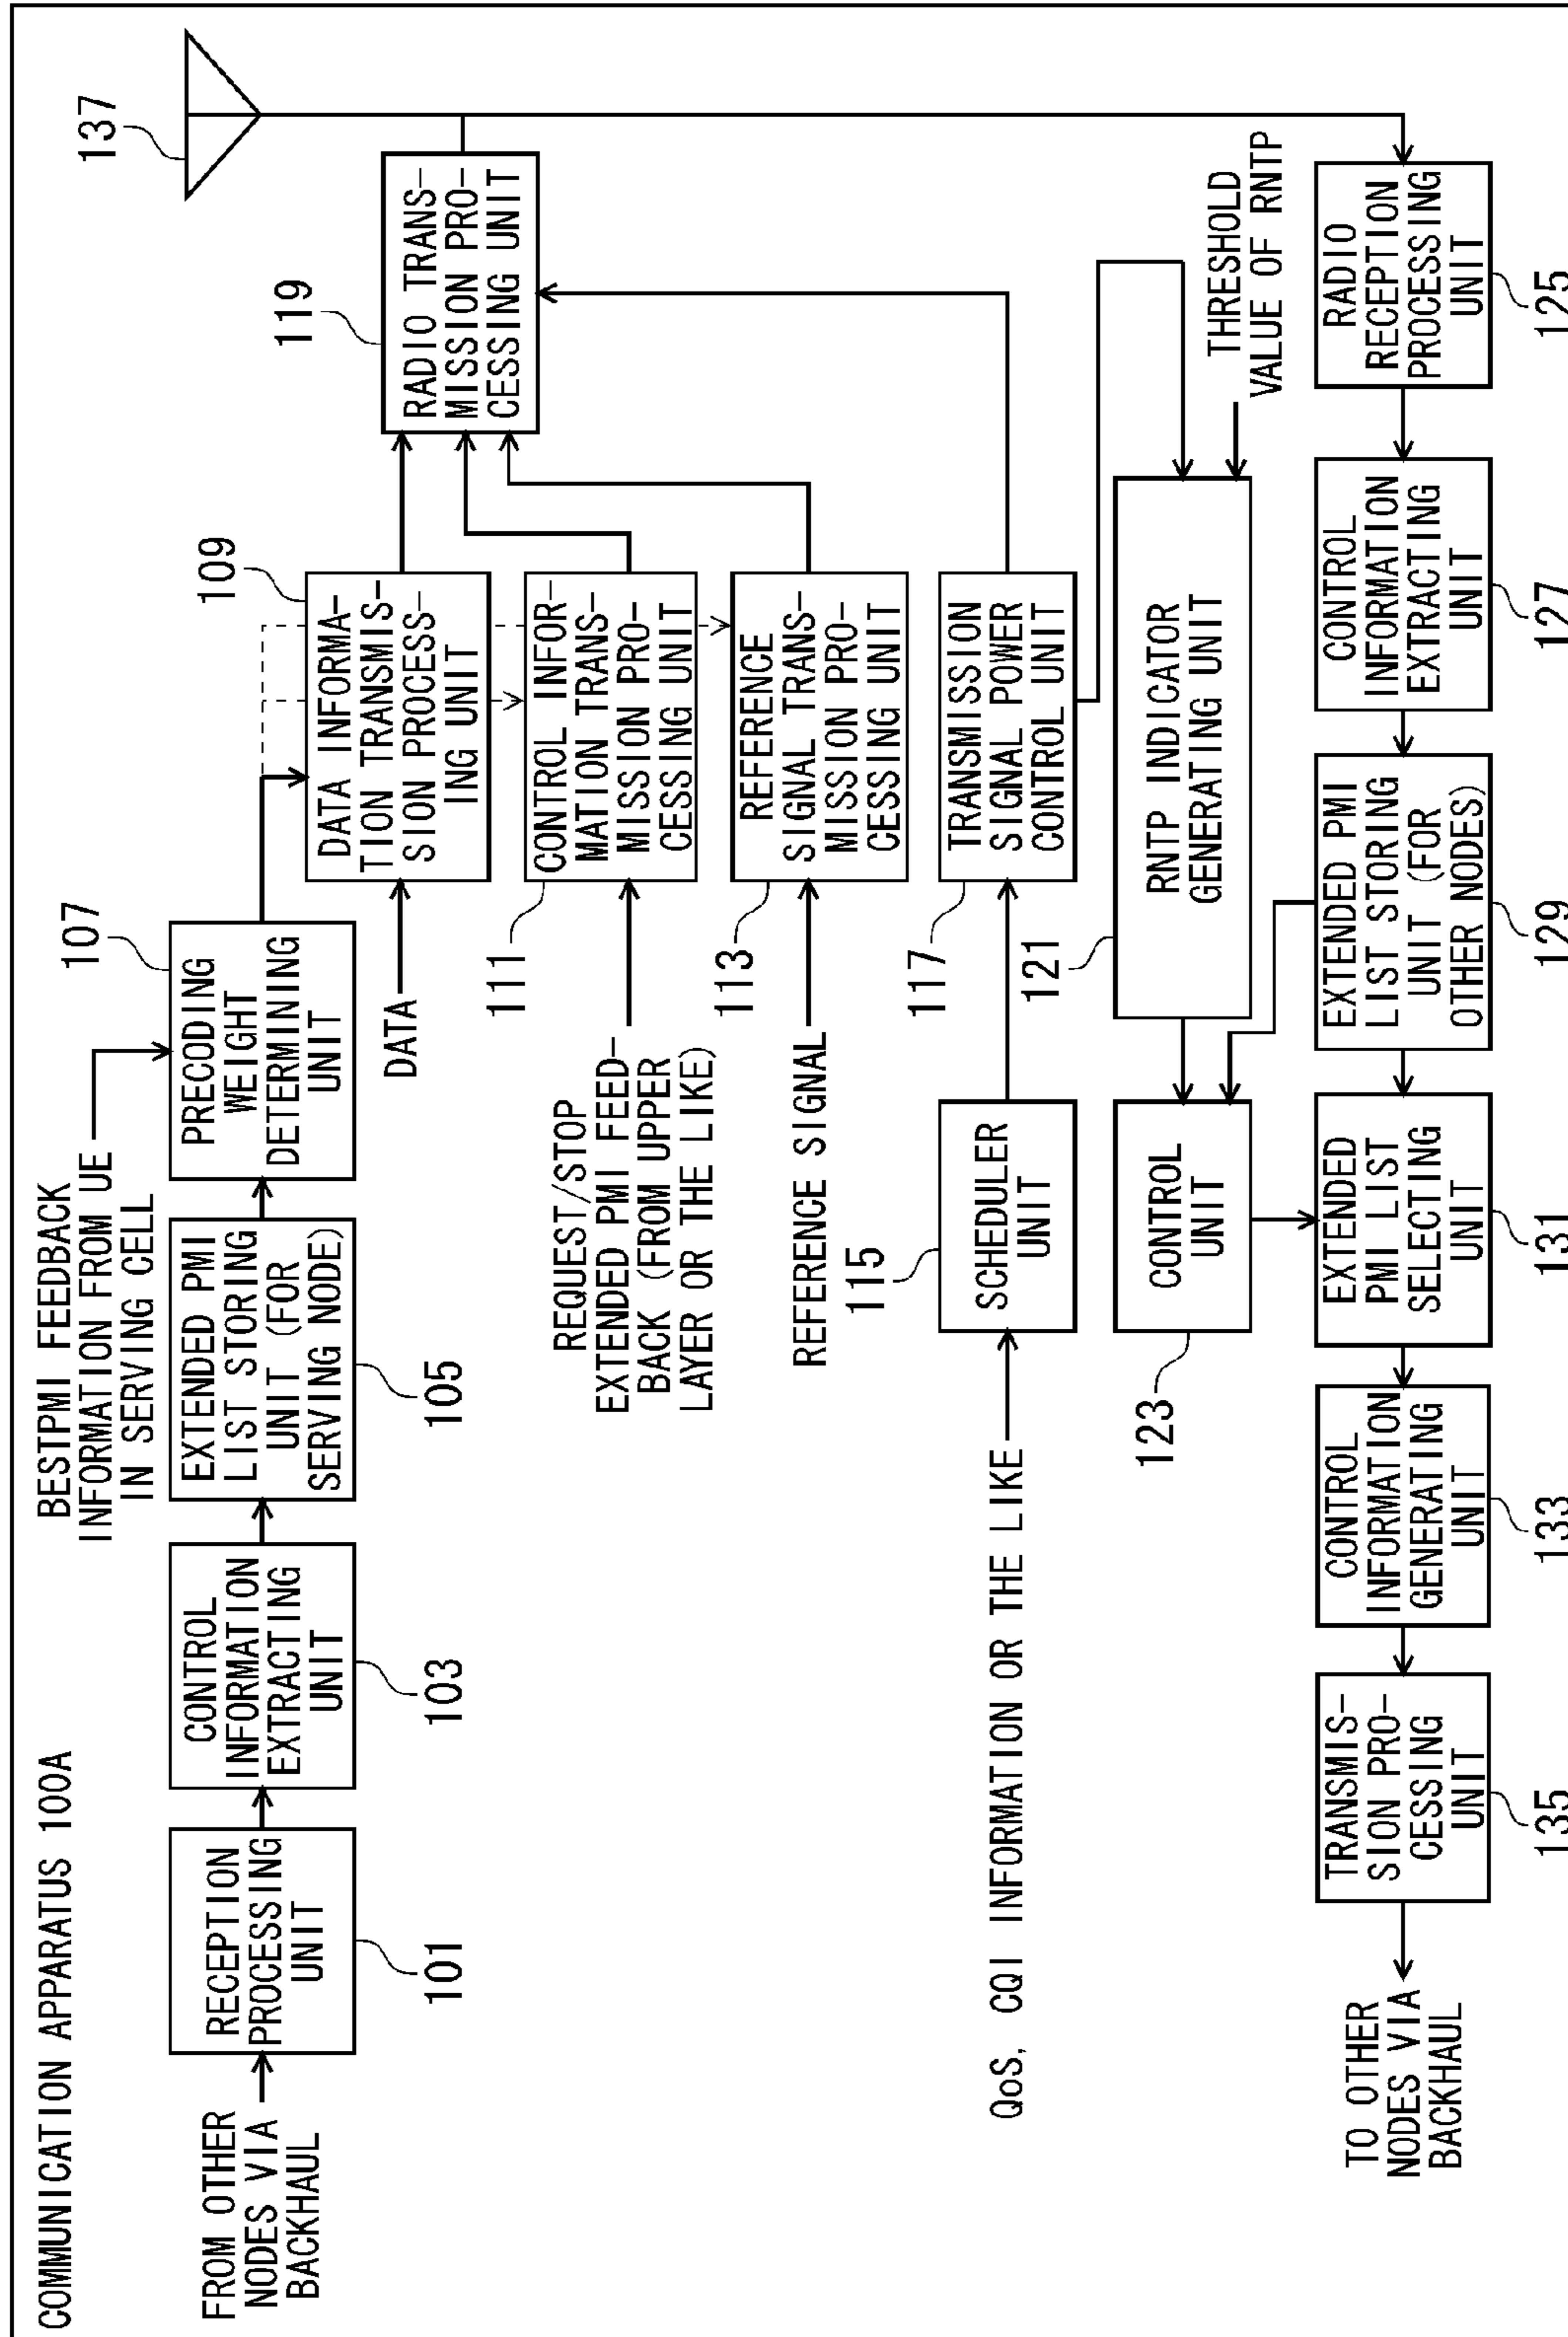 COMMUNICATION APPARATUS 100A
FROM OTHER
NODES VIA
BACKHAUL
RECEPTION
PROCESSING
UNIT
101
CONTROL
INFORMATION
EXTRACTING
UNIT
103
BESTPMI FEEDBACK
INFORMATION FROM UE
IN SERVING CELL
EXTENDED PMI
LIST STORING
UNIT (FOR
SERVING NODE)
105
PRECODING
WEIGHT
DETERMINING
UNIT
107
DATA
DATA INFORMA-
TION TRANSMIS-
SION PROCESS-
ING UNIT
109
REQUEST/STOP
EXTENDED PMI FEED-
BACK (FROM UPPER
LAYER OR THE LIKE)
CONTROL INFOR-
MATION TRANS-
MISSION PRO-
CESSING UNIT
111
REFERENCE SIGNAL
REFERENCE
SIGNAL TRANS-
MISSION PRO-
CESSING UNIT
113
RADIO TRANS-
MISSION PRO-
CESSING UNIT
119
137
QoS, CQI INFORMATION OR THE LIKE
SCHEDULER
UNIT
115
TRANSMISSION
SIGNAL POWER
CONTROL UNIT
117
CONTROL
UNIT
123
RNTP INDICATOR
GENERATING UNIT
121
THRESHOLD
VALUE OF RNTP
TO OTHER
NODES VIA
BACKHAUL
TRANSMIS-
SION PRO-
CESSING
UNIT
135
CONTROL
INFORMATION
GENERATING
UNIT
133
EXTENDED
PMI LIST
SELECTING
UNIT
131
EXTENDED PMI
LIST STORING
UNIT (FOR
OTHER NODES)
129
CONTROL
INFORMATION
EXTRACTING
UNIT
127
RADIO
RECEPTION
PROCESSING
UNIT
125